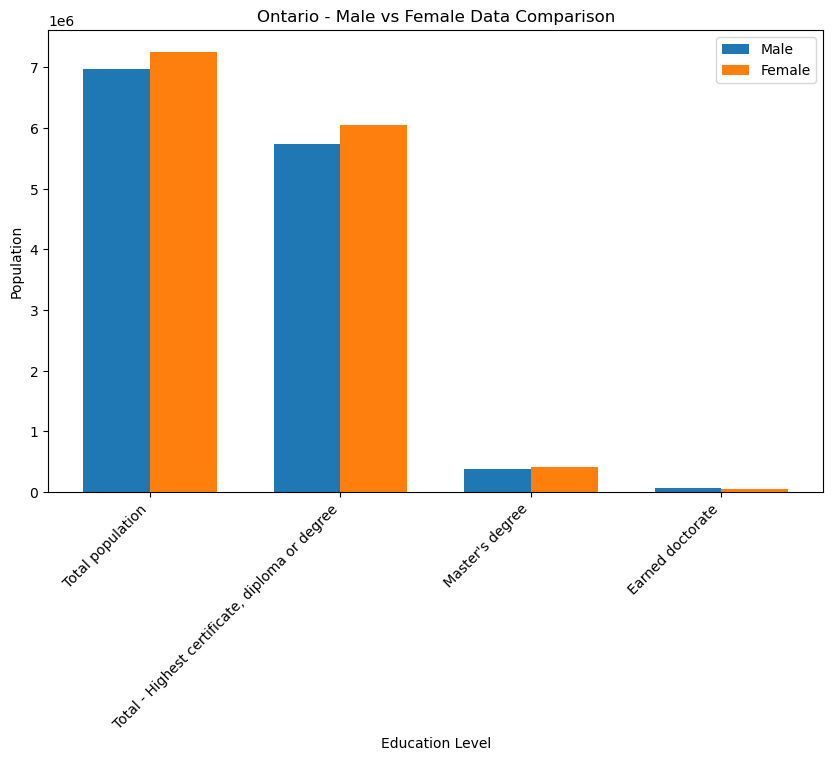 Ontario - Male vs Female Data Comparison
1e6
Male
Female
7
6
5
4
3
2
1
0
Population
Total population
Total - Highest certificate, diploma or degree
Master's degree
Earned doctorate
Education Level